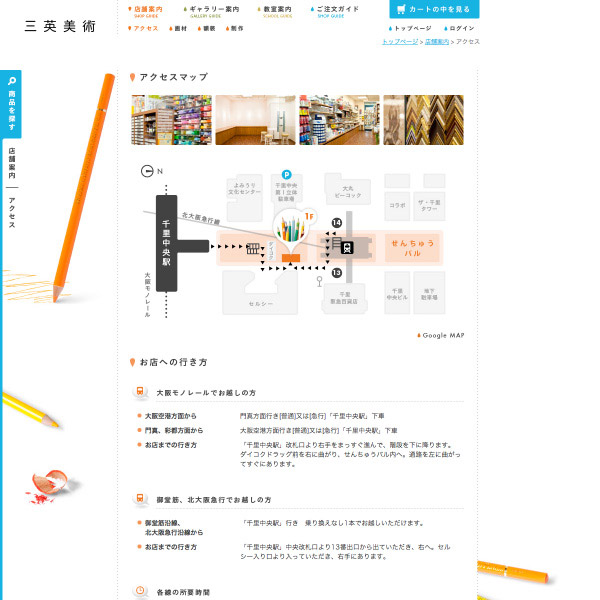 三英美術
店舗案内
SHOP GUIDE
ギャラリー案内
GALLERY GUIDE
教室案内
SCHOOL GUIDE
ご注文ガイド
SHOP GUIDE
カートの中を見る
アクセス
画材
額装
制作
トップページ
ログイン
トップページ > 店舗案内 > アクセス
商品を探す
店舗案内
アクセス
アクセスマップ
N
よみうり
文化センター
P
千里中央
第1立体
駐車場
大丸
ピーコック
コラボ
ザ・千里
タワー
北大阪急行線
1F
14
千里中央駅
ダイコク
せんちゅう
パル
13
大阪モノレール
セルシー
千里
阪急百貨店
千里
中央ビル
地下
駐車場
Google MAP
お店への行き方
大阪モノレールでお越しの方
大阪空港方面から
門真方面行き[普通]又は[急行]「千里中央駅」下車
門真、彩都方面から
大阪空港方面行き[普通]又は[急行]「千里中央駅」下車
お店までの行き方
「千里中央駅」改札口より右手をまっすぐ進んで、階段を下に降ります。
ダイコクドラッグ前を右に曲がり、せんちゅうパル内へ。通路を左に曲がっ
てすぐにあります。
御堂筋、北大阪急行でお越しの方
御堂筋沿線、
北大阪急行沿線から
「千里中央駅」行き 乗り換えなし1本でお越しいただけます。
お店までの行き方
「千里中央駅」中央改札口より13番出口から出ていただき、右へ。セル
シー入り口より入っていただき、右手にあります。
各線の所要時間